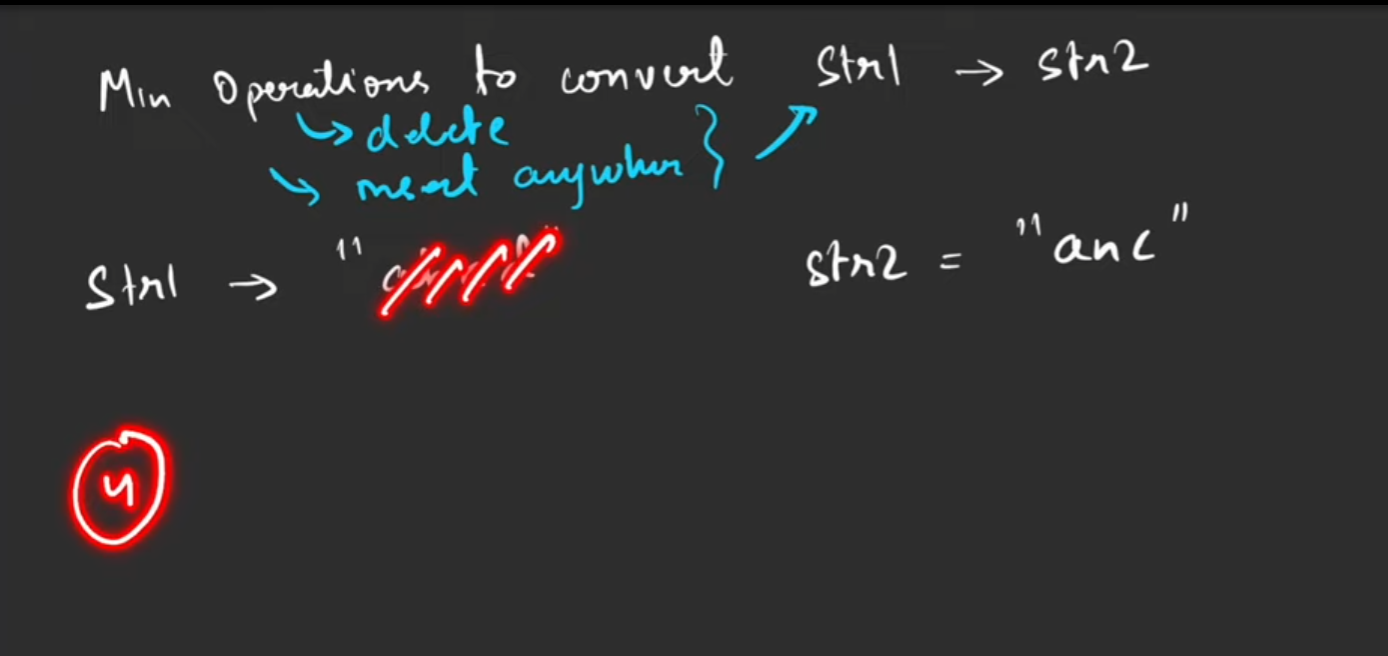 Min Operations to convert Str1 → str2
↳ delete
↘ insert anywhere } ↗
Str1 → "
str2 = "anc"
4